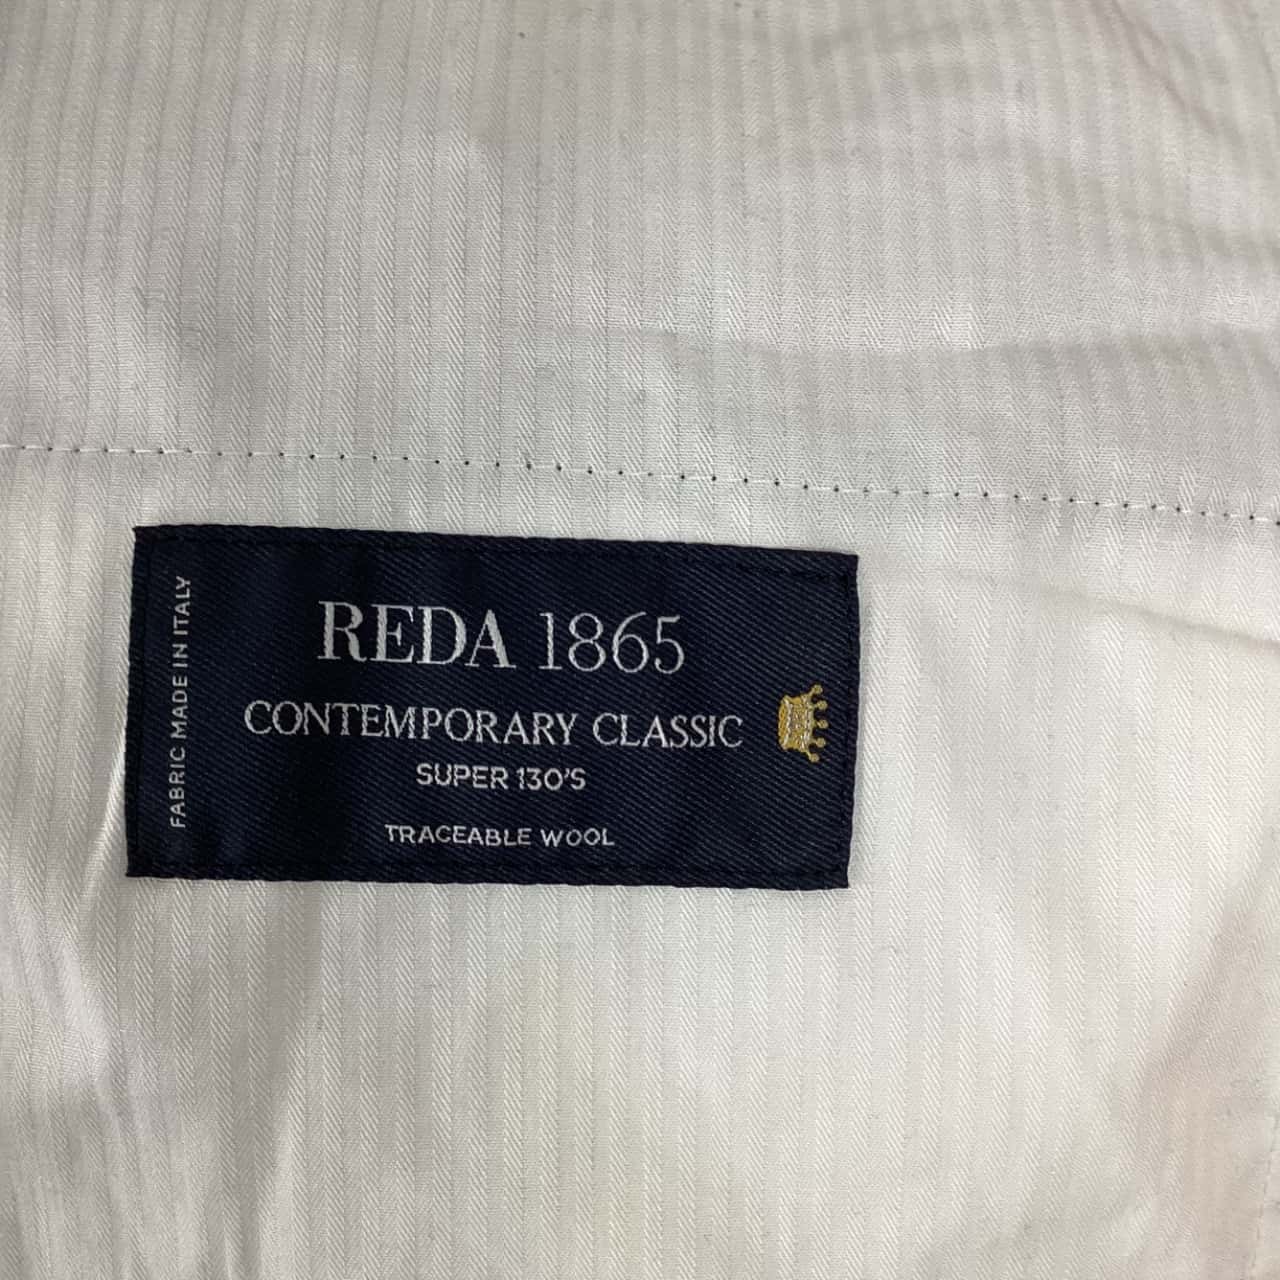 REDA 1865
CONTEMPORARY CLASSIC
SUPER 130'S
TRACEABLE WOOL
FABRIC MADE IN ITALY